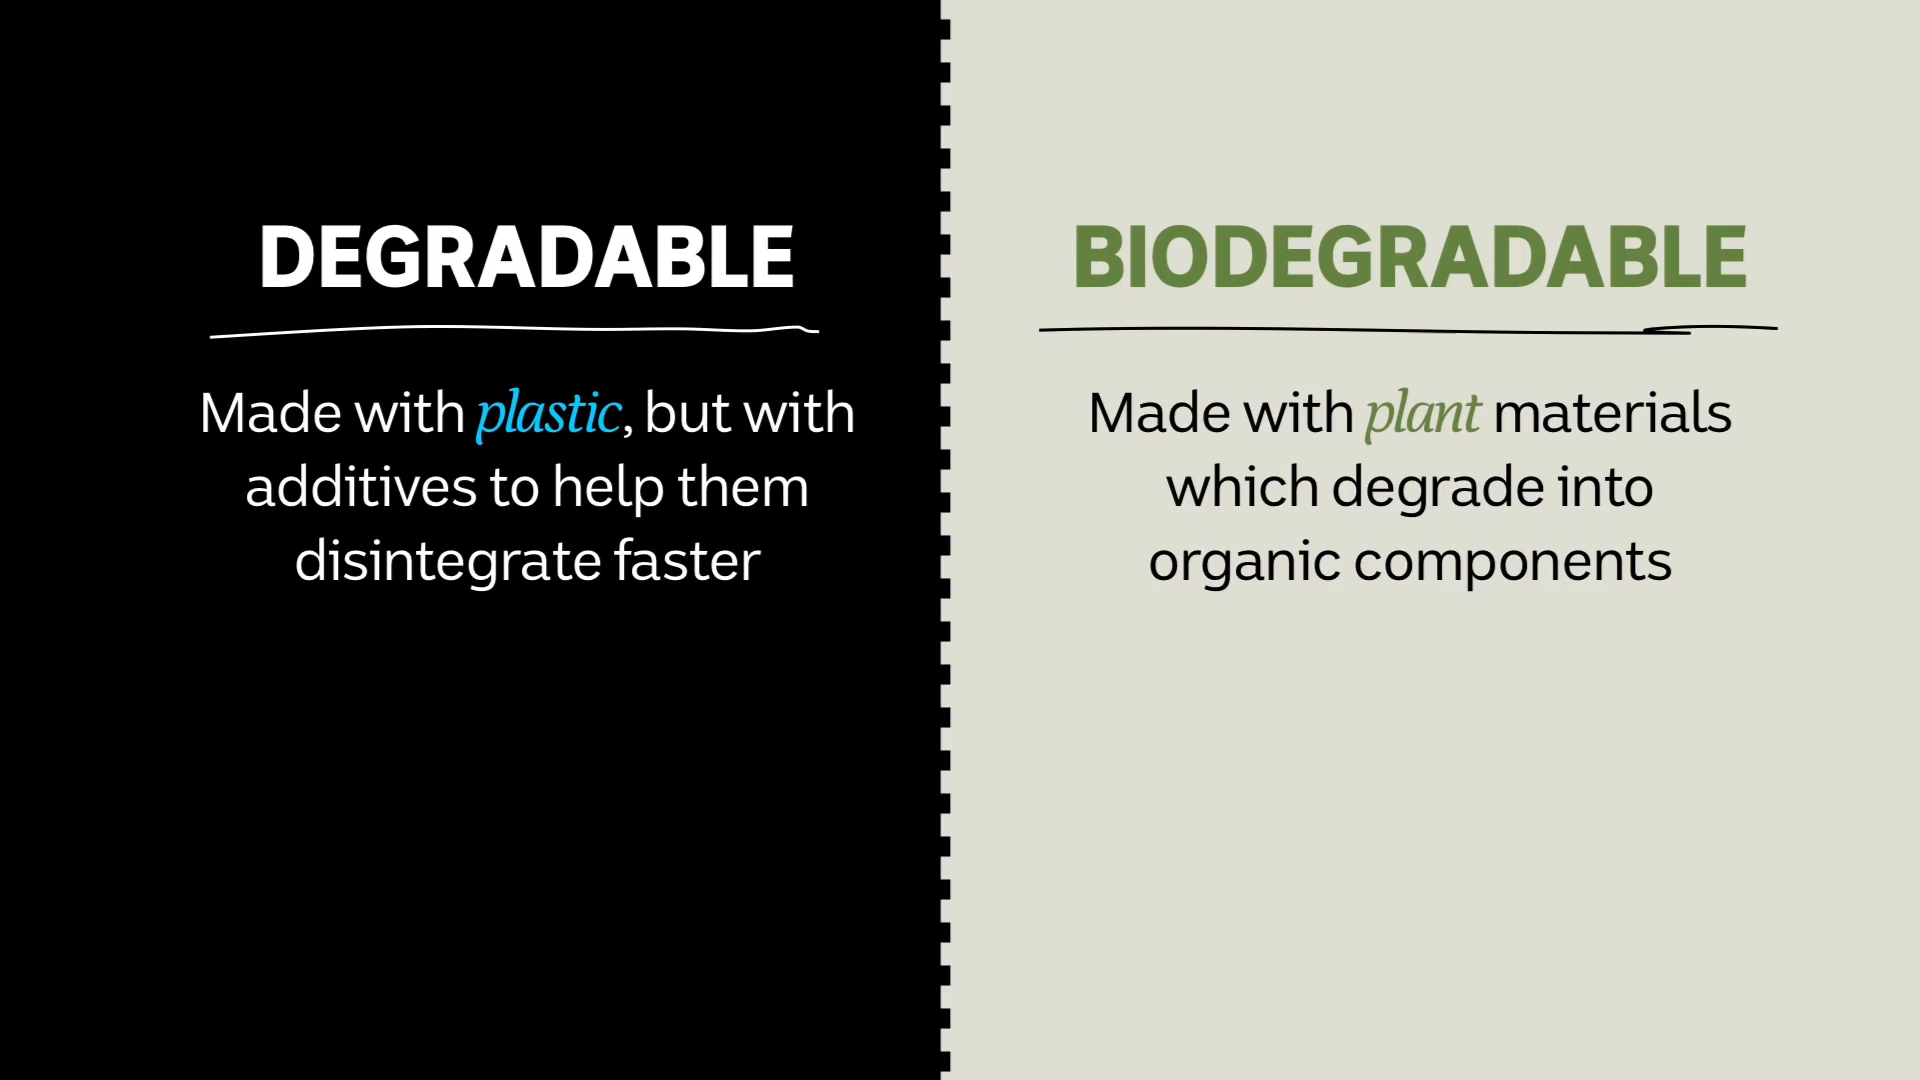 DEGRADABLE
Made with plastic, but with
additives to help them
disintegrate faster
BIODEGRADABLE
Made with plant materials
which degrade into
organic components